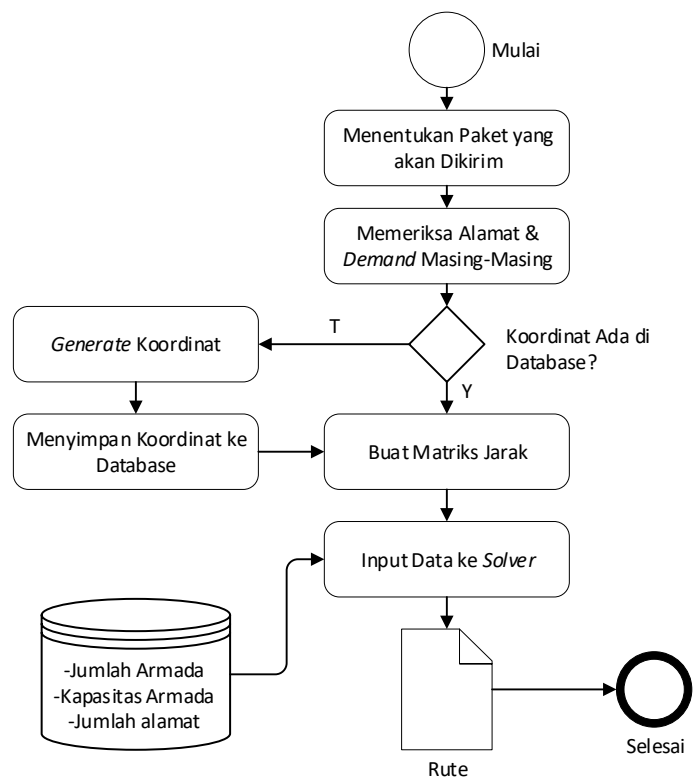 Mulai
Menentukan Paket yang
akan Dikirim
Memeriksa Alamat &
Demand Masing-Masing
T
Koordinat Ada di
Database?
Generate Koordinat
Y
Menyimpan Koordinat ke
Database
Buat Matriks Jarak
Input Data ke Solver
-Jumlah Armada
-Kapasitas Armada
-Jumlah alamat
Rute
Selesai